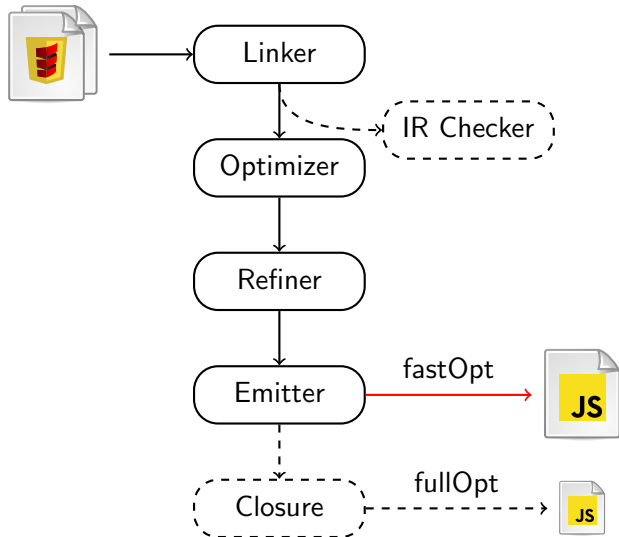 Linker
IR Checker
Optimizer
Refiner
fastOpt
Emitter
JS
fullOpt
Closure
JS